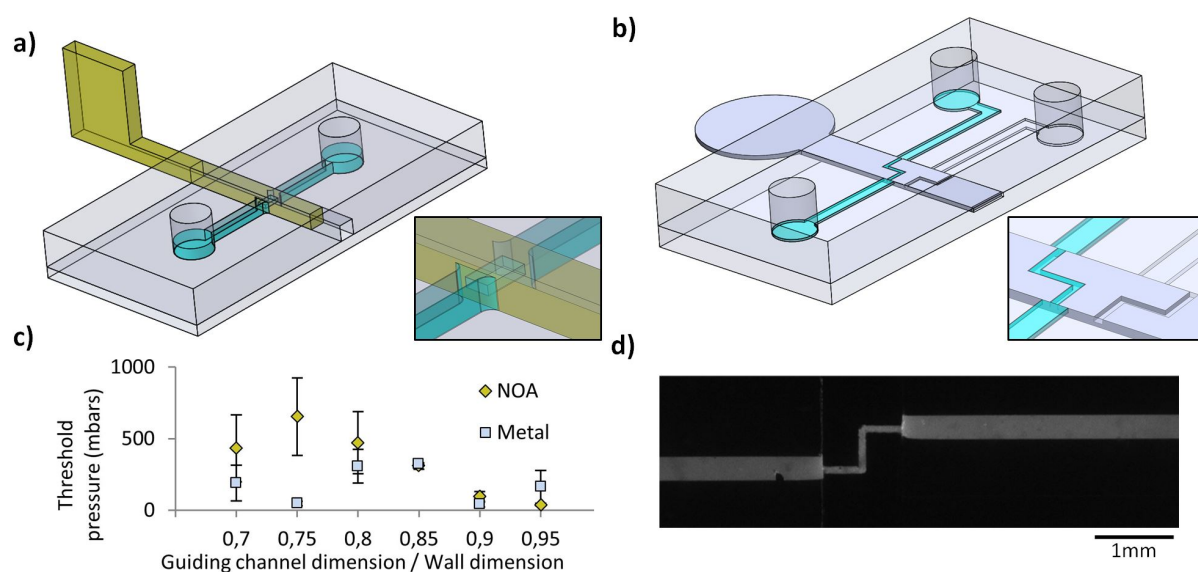 a)
b)
c)
1000
500
0
Threshold
pressure (mbars)
NOA
Metal
0,7 0,75 0,8 0,85 0,9 0,95
Guiding channel dimension / Wall dimension
d)
1mm